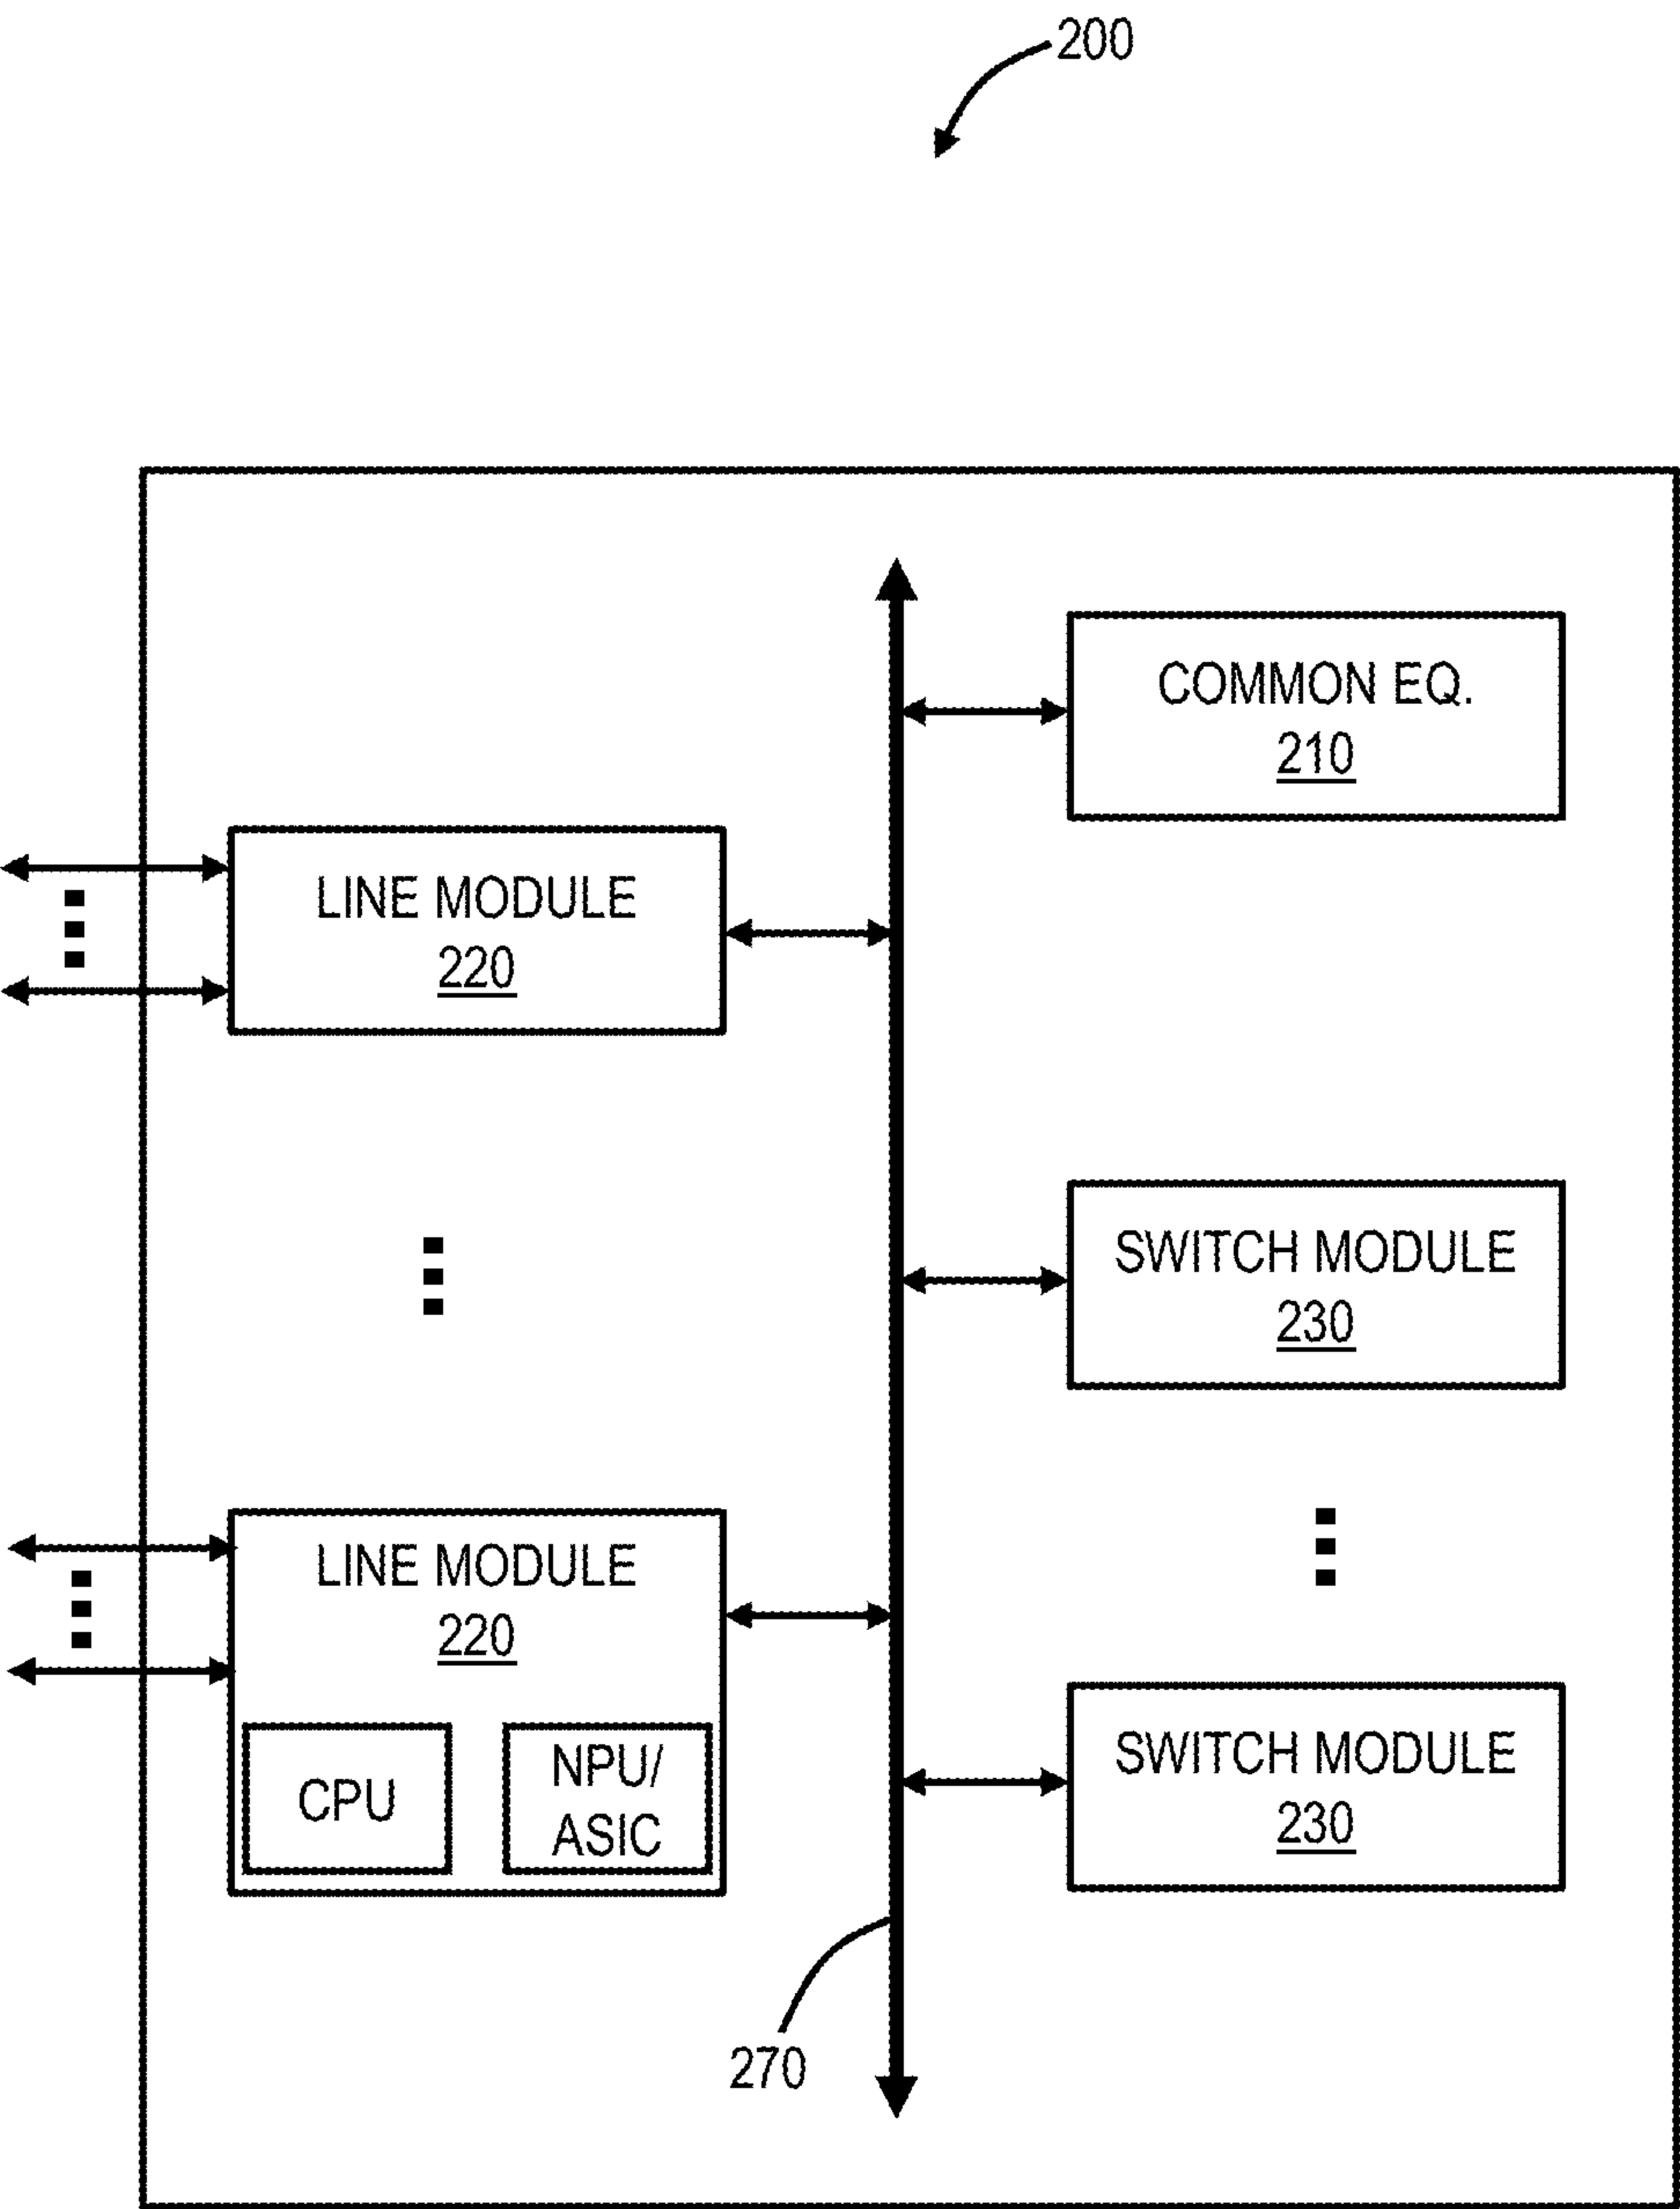 200
COMMON EQ.
210
LINE MODULE
220
SWITCH MODULE
230
LINE MODULE
220
CPU
NPU/
ASIC
SWITCH MODULE
230
270